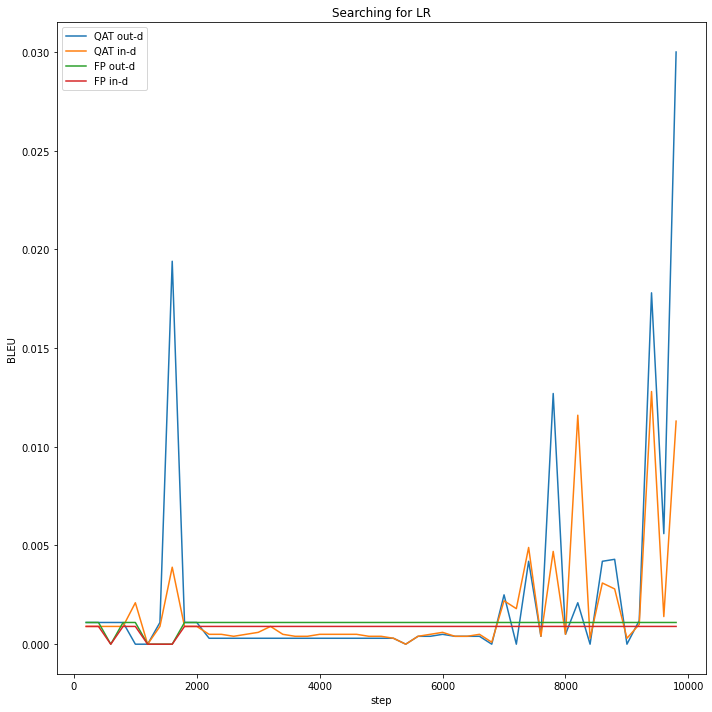 Searching for LR
QAT out-d
QAT in-d
FP out-d
FP in-d
0.030
0.025
0.020
0.015
0.010
0.005
0.000
BLEU
0 2000 4000 6000 8000 10000
step